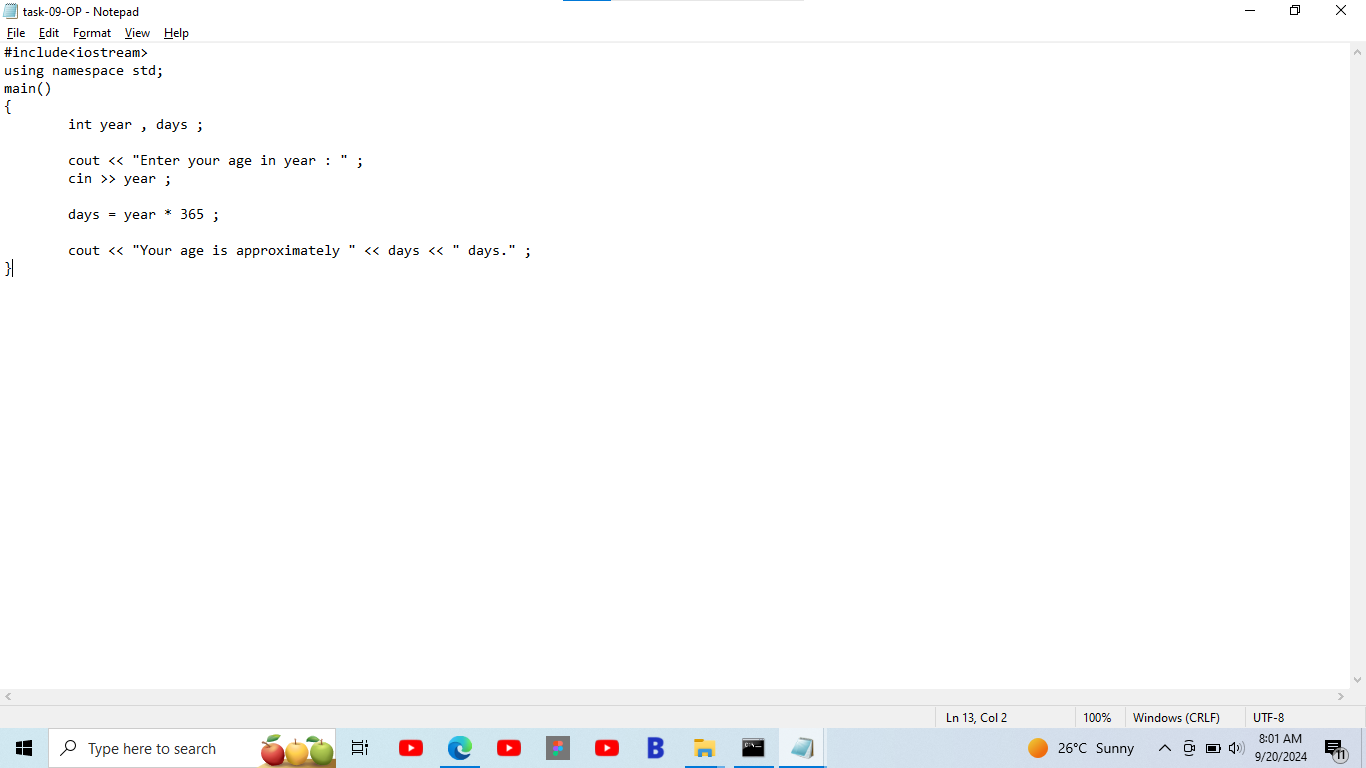 task-09-OP - Notepad
File Edit Format View Help
#include<iostream>
using namespace std;
main()
{
        int year , days ;

        cout << "Enter your age in year : " ;
        cin >> year ;

        days = year * 365 ;

        cout << "Your age is approximately " << days << " days." ;
}
Ln 13, Col 2 100% Windows (CRLF) UTF-8
Type here to search B 26°C Sunny 8:01 AM
9/20/2024 11